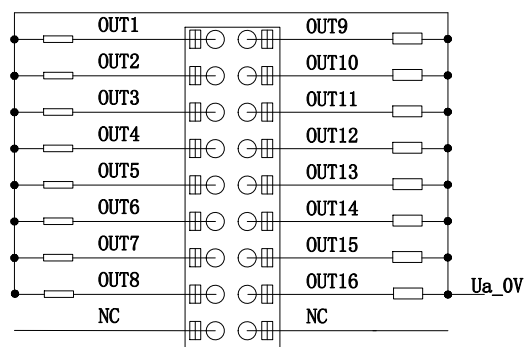 OUT1 OUT9
OUT2 OUT10
OUT3 OUT11
OUT4 OUT12
OUT5 OUT13
OUT6 OUT14
OUT7 OUT15
OUT8 OUT16
Ua_0V
NC NC